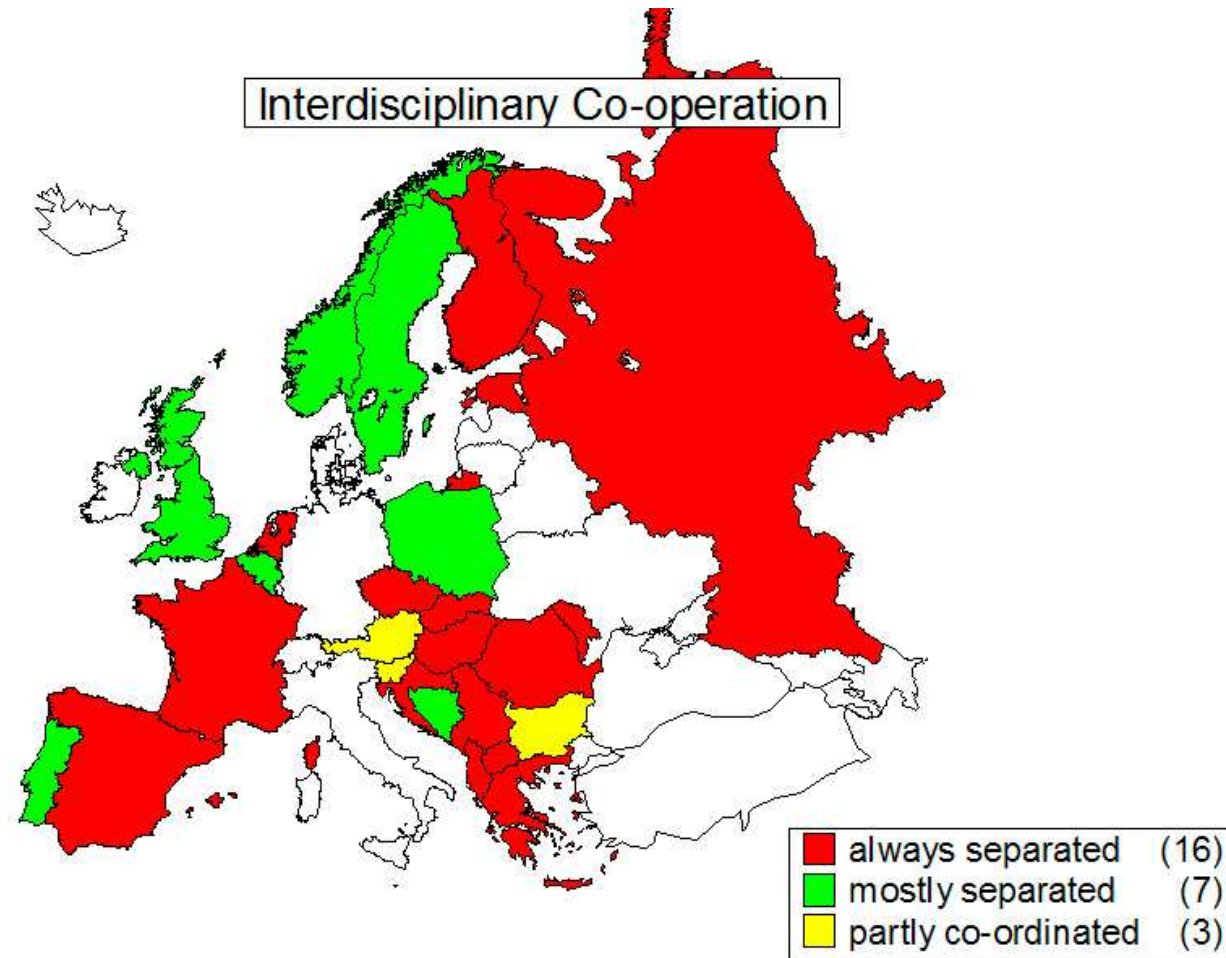 Interdisciplinary Co-operation
always separated (16)
mostly separated (7)
partly co-ordinated (3)